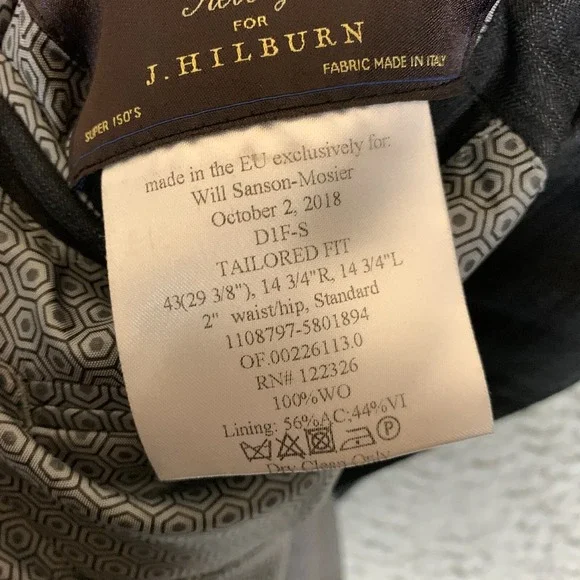 FOR
J.HILBURN
SUPER 150'S
FABRIC MADE IN ITALY
made in the EU exclusively for:
Will Sanson-Mosier
October 2, 2018
D1F-S
TAILORED FIT
43(29 3/8"), 14 3/4"R, 14 3/4"L
2" waist/hip, Standard
1108797-5801894
OF.00226113.0
RN# 122326
100%WO
Lining: 56%AC:44%VI
P
Dry Clean Only